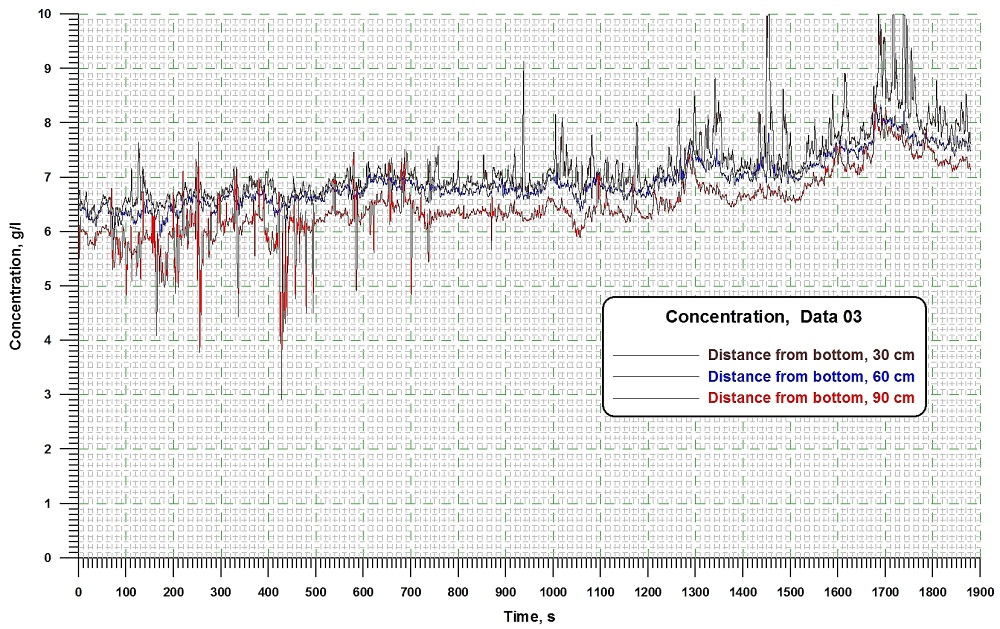 10
9
8
7
6
5
4
3
2
1
0
Concentration, g/l
Concentration, Data 03
Distance from bottom, 30 cm
Distance from bottom, 60 cm
Distance from bottom, 90 cm
0 100 200 300 400 500 600 700 800 900 1000 1100 1200 1300 1400 1500 1600 1700 1800 1900
Time, s